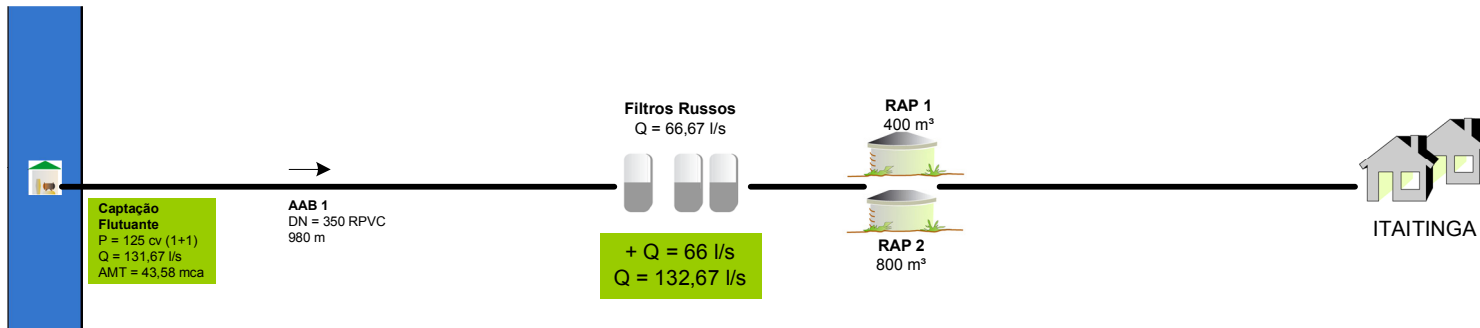 Captação
Flutuante
P = 125 cv (1+1)
Q = 131,67 l/s
AMT = 43,58 mca
AAB 1
DN = 350 RPVC
980 m
Filtros Russos
Q = 66,67 l/s
+ Q = 66 l/s
Q = 132,67 l/s
RAP 1
400 m³
RAP 2
800 m³
ITAITINGA